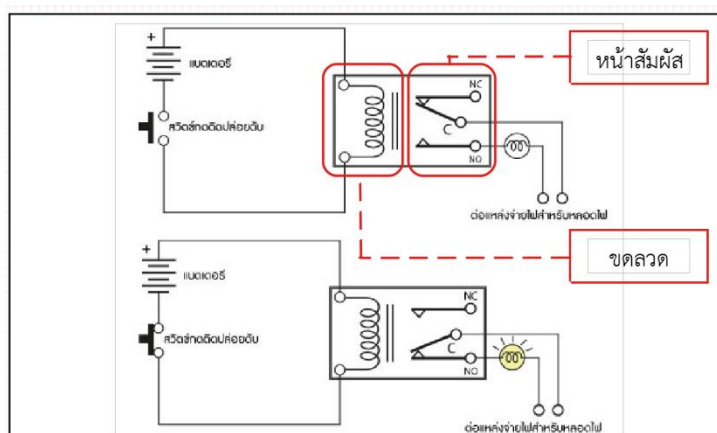 +
แบตเตอรี่
สวิตช์กดติดปล่อยดับ
NC
C
NO
หน้าสัมผัส
ต่อแหล่งจ่ายไฟสำหรับหลอดไฟ
ขดลวด
+
แบตเตอรี่
สวิตช์กดติดปล่อยดับ
NC
C
NO
ต่อแหล่งจ่ายไฟสำหรับหลอดไฟ